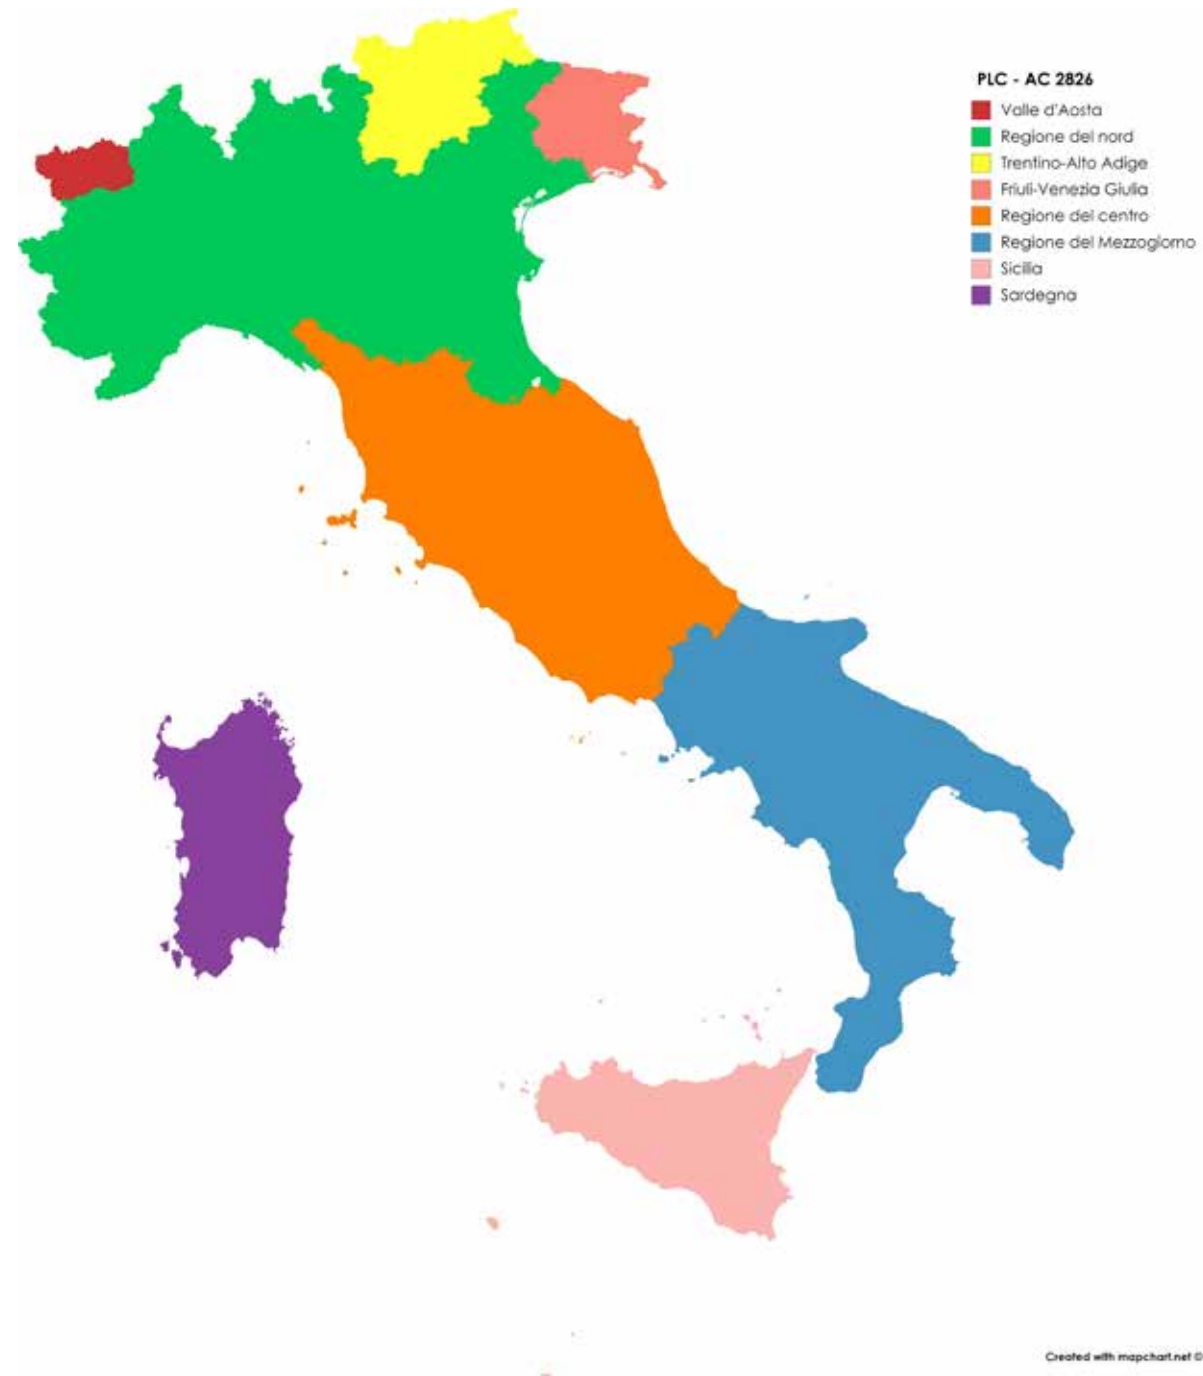 PLC - AC 2826
Valle d'Aosta
Regione del nord
Trentino-Alto Adige
Friuli-Venezia Giulia
Regione del centro
Regione del Mezzogiorno
Sicilia
Sardegna
Created with mapchart.net ©